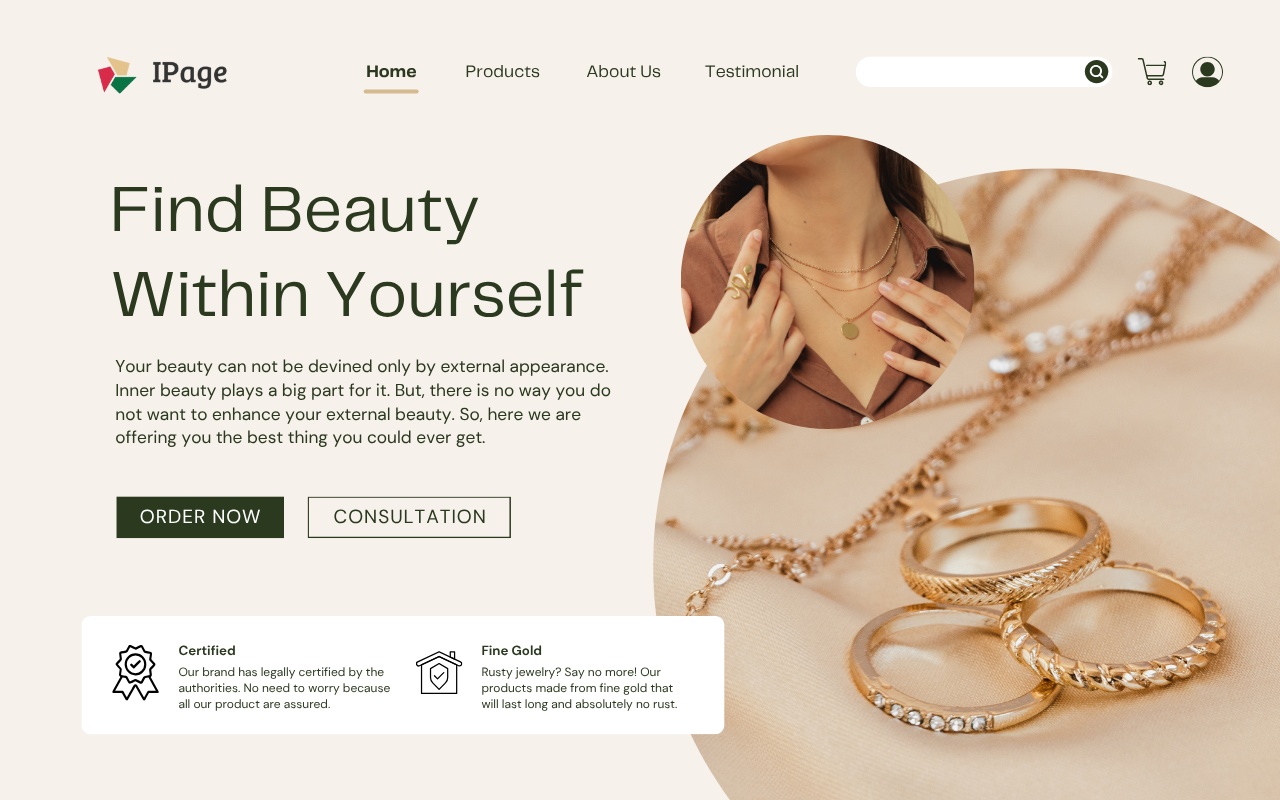 IPage
Home
Products
About Us
Testimonial
Find Beauty
Within Yourself
Your beauty can not be devined only by external appearance.
Inner beauty plays a big part for it. But, there is no way you do
not want to enhance your external beauty. So, here we are
offering you the best thing you could ever get.
ORDER NOW
CONSULTATION
Certified
Our brand has legally certified by the
authorities. No need to worry because
all our product are assured.
Fine Gold
Rusty jewelry? Say no more! Our
products made from fine gold that
will last long and absolutely no rust.